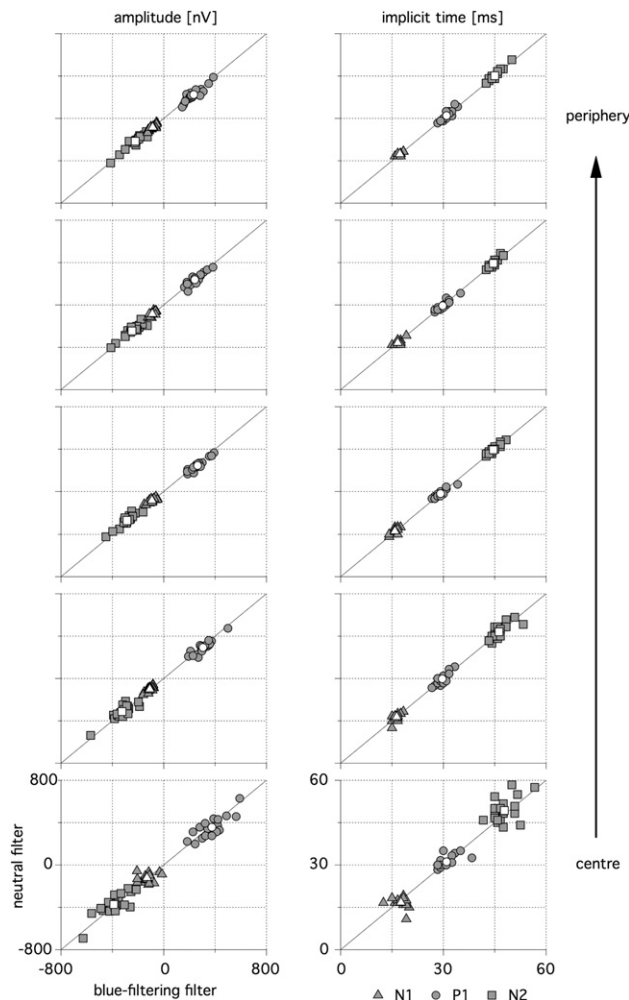 amplitude [nV]
implicit time [ms]
periphery
centre
800
0
-800
neutral filter
-800 0 800
blue-filtering filter
60
30
0
0 30 60
N1 P1 N2